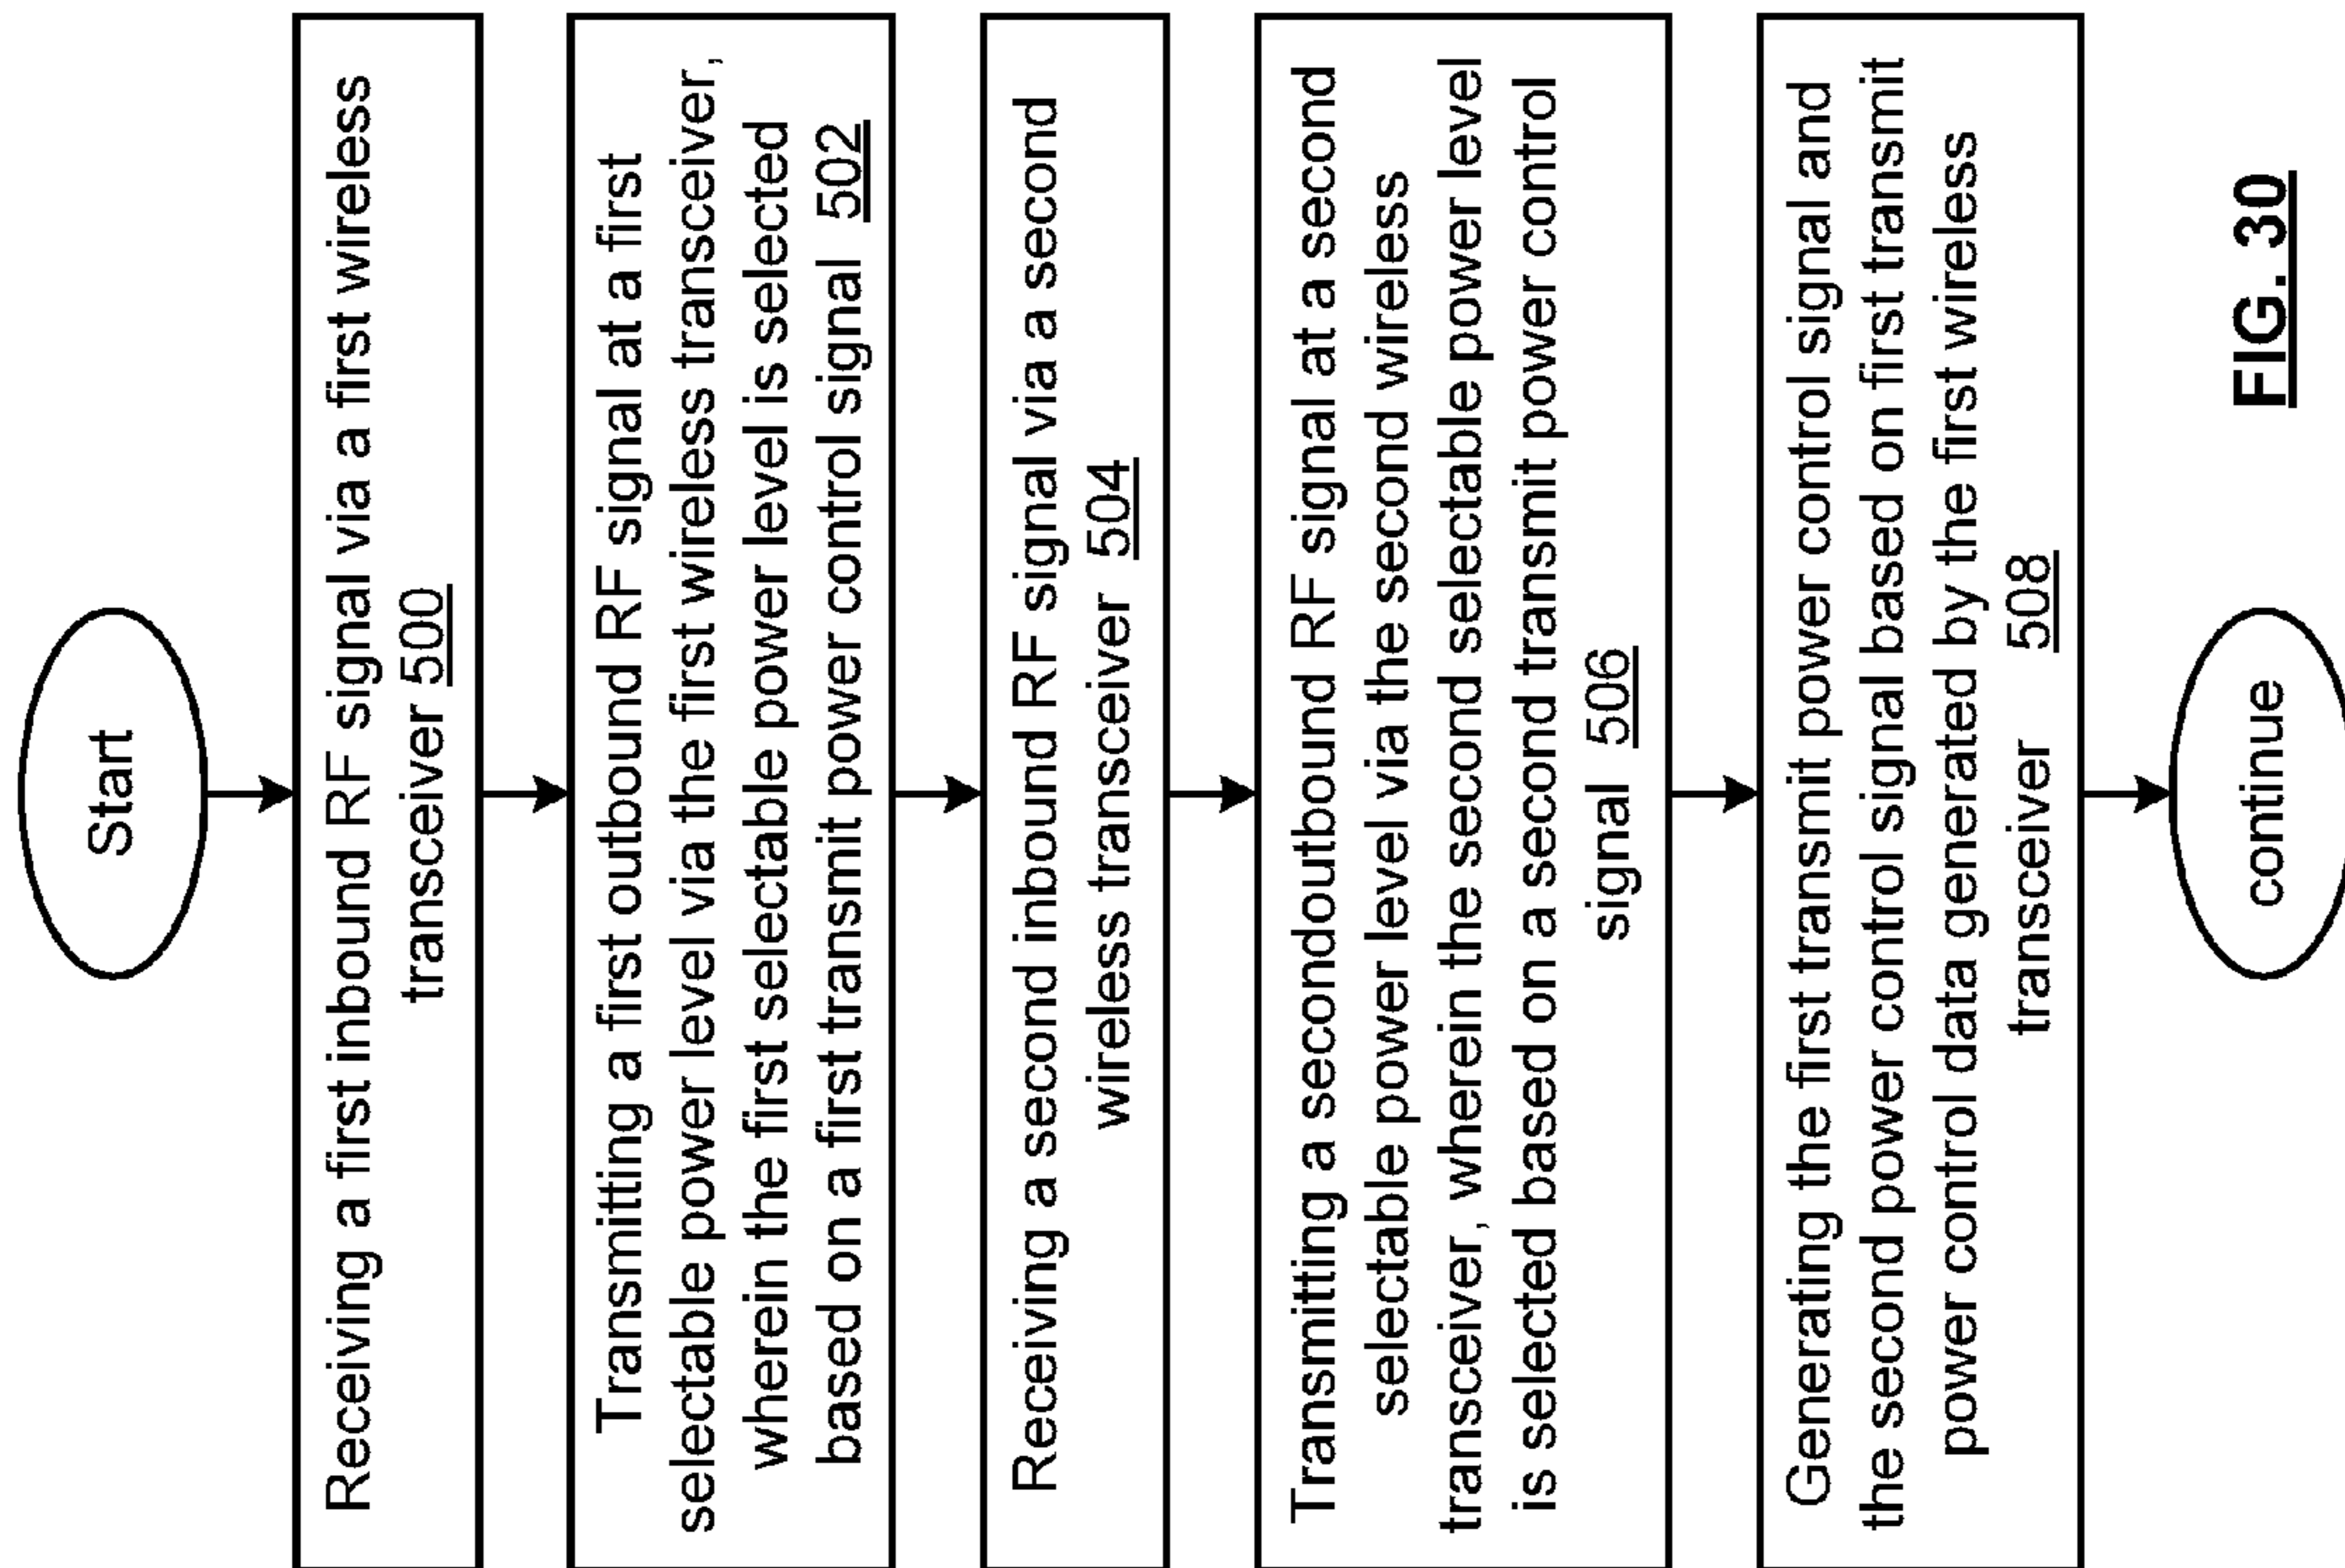 Start
Receiving a first inbound RF signal via a first wireless
transceiver 500
Transmitting a first outbound RF signal at a first
selectable power level via the first wireless transceiver,
wherein the first selectable power level is selected
based on a first transmit power control signal 502
Receiving a second inbound RF signal via a second
wireless transceiver 504
Transmitting a secondoutbound RF signal at a second
selectable power level via the second wireless
transceiver, wherein the second selectable power level
is selected based on a second transmit power control
signal 506
Generating the first transmit power control signal and
the second power control signal based on first transmit
power control data generated by the first wireless
transceiver 508
continue
FIG. 30